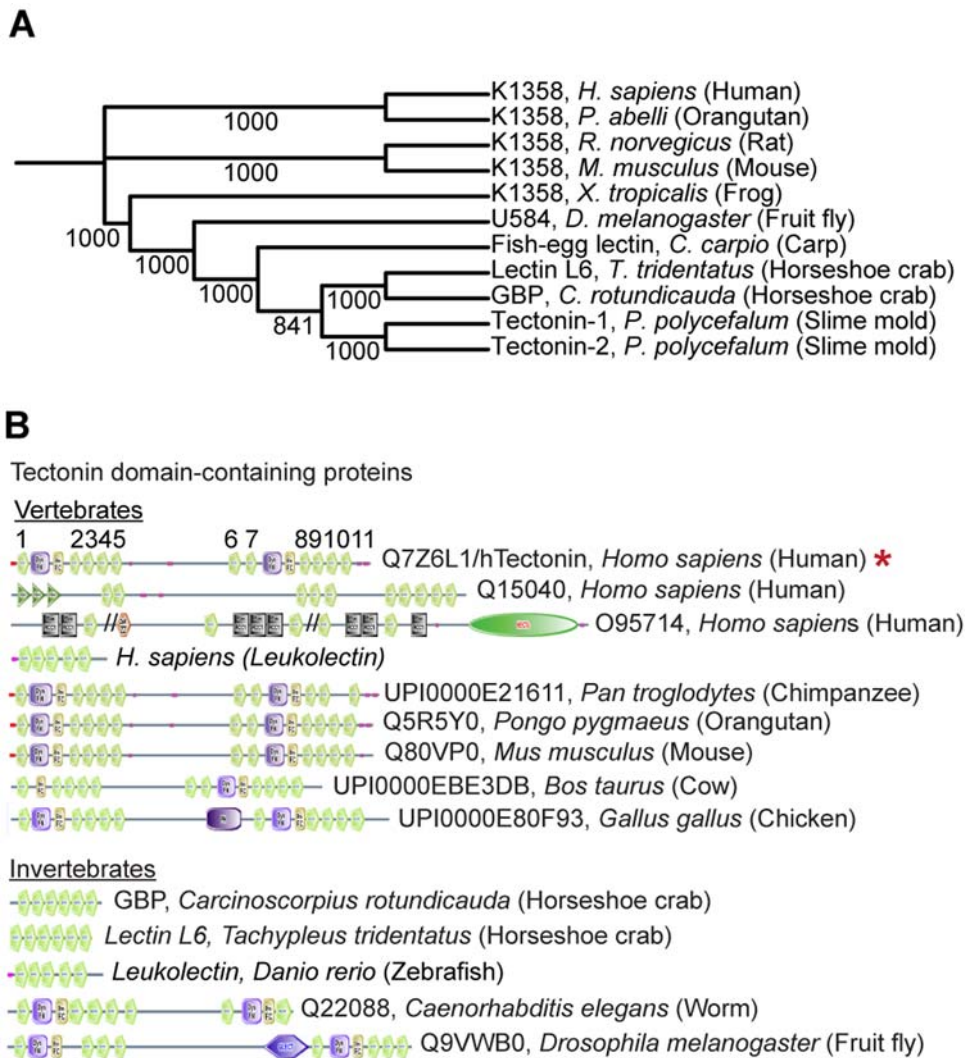 A
K1358, H. sapiens (Human)
K1358, P. abelli (Orangutan)
K1358, R. norvegicus (Rat)
K1358, M. musculus (Mouse)
K1358, X. tropicalis (Frog)
U584, D. melanogaster (Fruit fly)
Fish-egg lectin, C. carpio (Carp)
Lectin L6, T. tridentatus (Horseshoe crab)
GBP, C. rotundicauda (Horseshoe crab)
Tectonin-1, P. polycefalum (Slime mold)
Tectonin-2, P. polycefalum (Slime mold)
1000
1000
1000
1000
1000
1000
841
1000
B
Tectonin domain-containing proteins
Vertebrates
1 2345 6 7 891011
Q7Z6L1/hTectonin, Homo sapiens (Human) *
Q15040, Homo sapiens (Human)
// // O95714, Homo sapiens (Human)
H. sapiens (Leukolectin)
UPI0000E21611, Pan troglodytes (Chimpanzee)
Q5R5Y0, Pongo pygmaeus (Orangutan)
Q80VP0, Mus musculus (Mouse)
UPI0000EBE3DB, Bos taurus (Cow)
UPI0000E80F93, Gallus gallus (Chicken)
Invertebrates
GBP, Carcinoscorpius rotundicauda (Horseshoe crab)
Lectin L6, Tachypleus tridentatus (Horseshoe crab)
Leukolectin, Danio rerio (Zebrafish)
Q22088, Caenorhabditis elegans (Worm)
Q9VWB0, Drosophila melanogaster (Fruit fly)